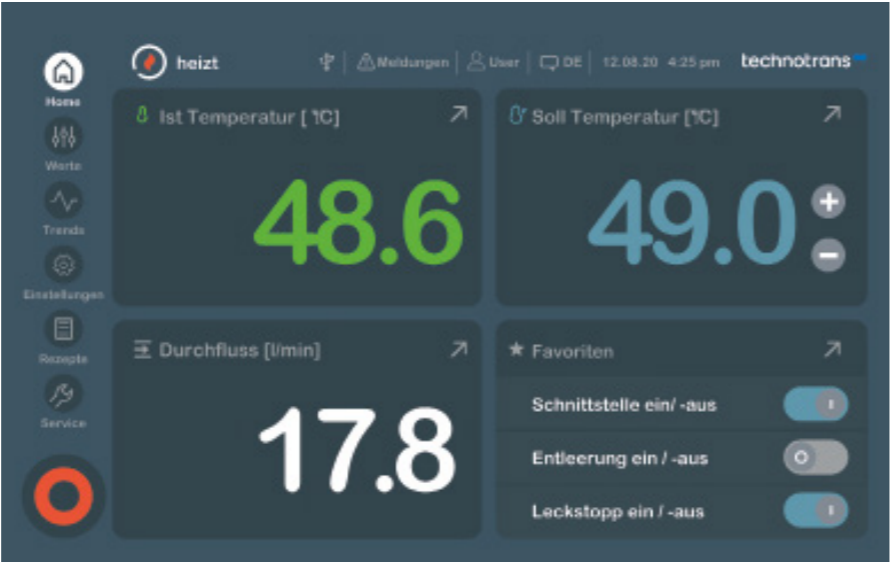 heizt
Meldungen
User
DE
12.08.20 4:25 pm
technotrans
Home
Werte
Trends
Einstellungen
Rezepte
Service
Ist Temperatur [°C]
48.6
Soll Temperatur [°C]
49.0
Durchfluss [l/min]
17.8
Favoriten
Schnittstelle ein/ -aus
Entleerung ein / -aus
Leckstopp ein / -aus